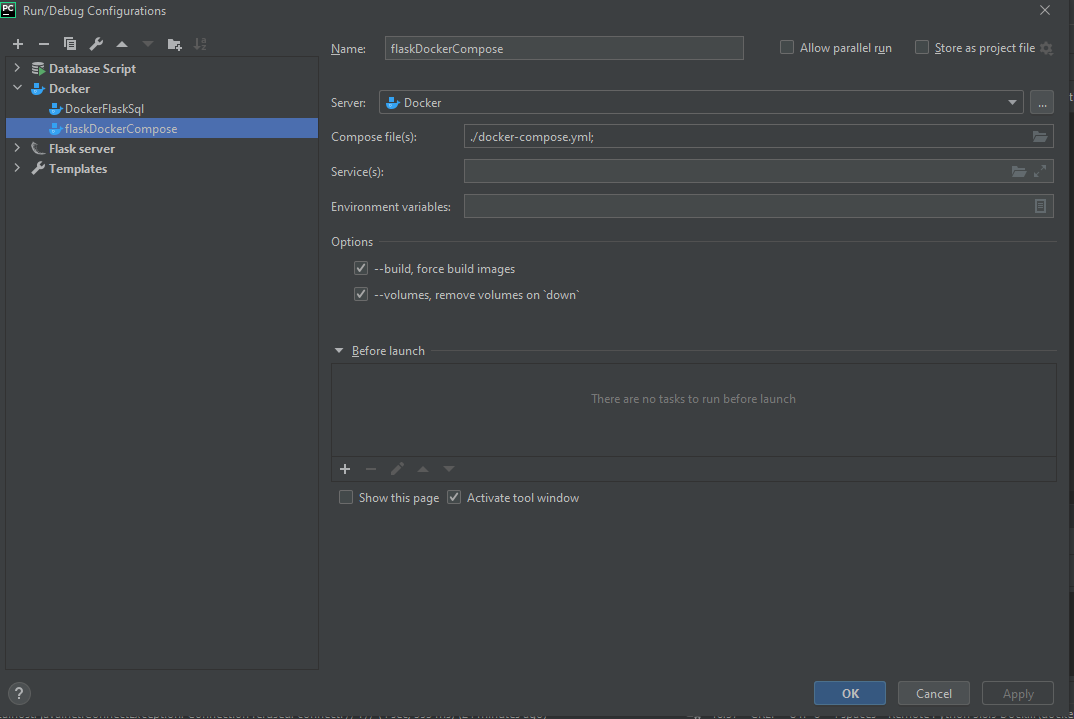 PC Run/Debug Configurations
Name: flaskDockerCompose Allow parallel run Store as project file
Database Script
Docker
DockerFlaskSql
flaskDockerCompose
Flask server
Templates
Server: Docker ...
Compose file(s): ./docker-compose.yml;
Service(s):
Environment variables:
Options
--build, force build images
--volumes, remove volumes on `down`
Before launch
There are no tasks to run before launch
Show this page Activate tool window
? OK Cancel Apply